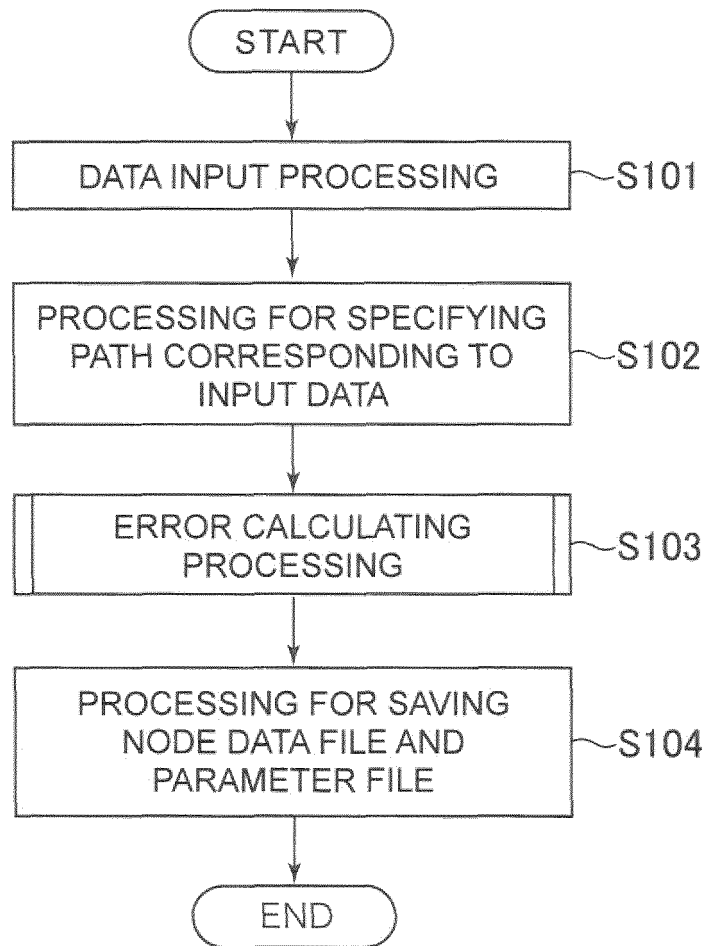 START
DATA INPUT PROCESSING
S101
PROCESSING FOR SPECIFYING
PATH CORRESPONDING TO
INPUT DATA
S102
ERROR CALCULATING
PROCESSING
S103
PROCESSING FOR SAVING
NODE DATA FILE AND
PARAMETER FILE
S104
END